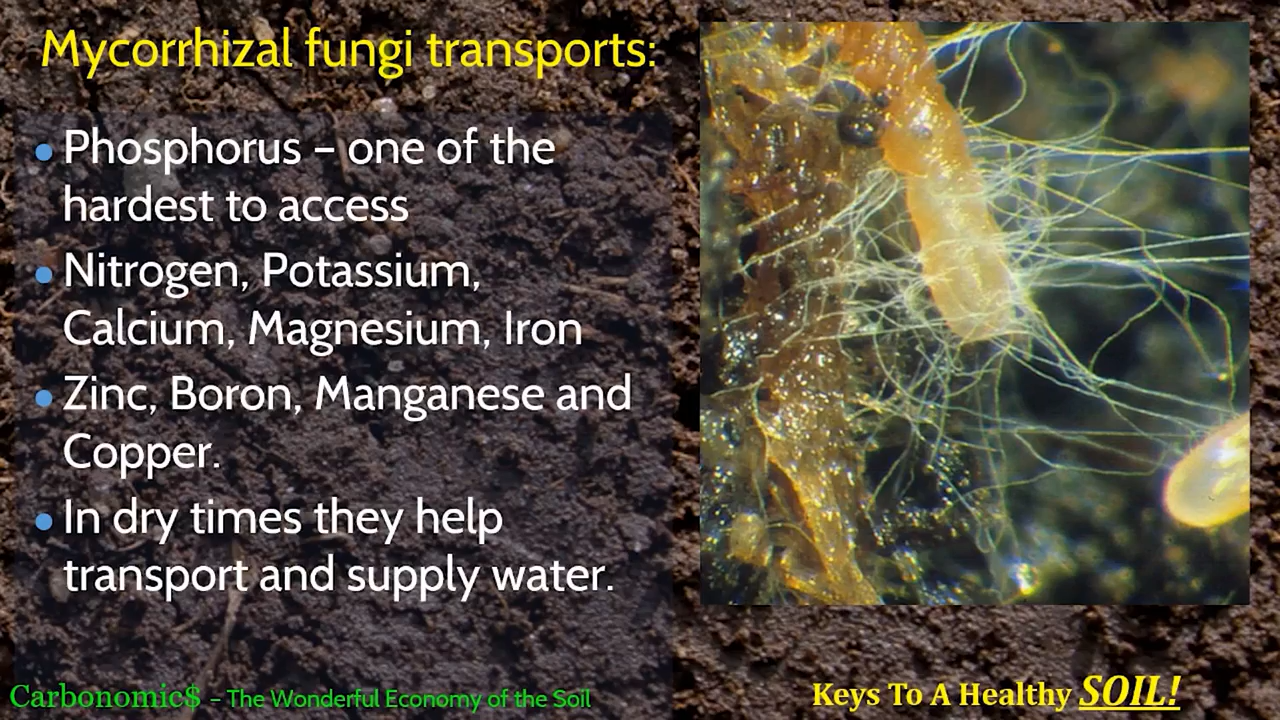 Mycorrhizal fungi transports:
• Phosphorus – one of the
hardest to access
• Nitrogen, Potassium,
Calcium, Magnesium, Iron
• Zinc, Boron, Manganese and
Copper.
• In dry times they help
transport and supply water.
Carbonomic$ – The Wonderful Economy of the Soil
Keys To A Healthy SOIL!